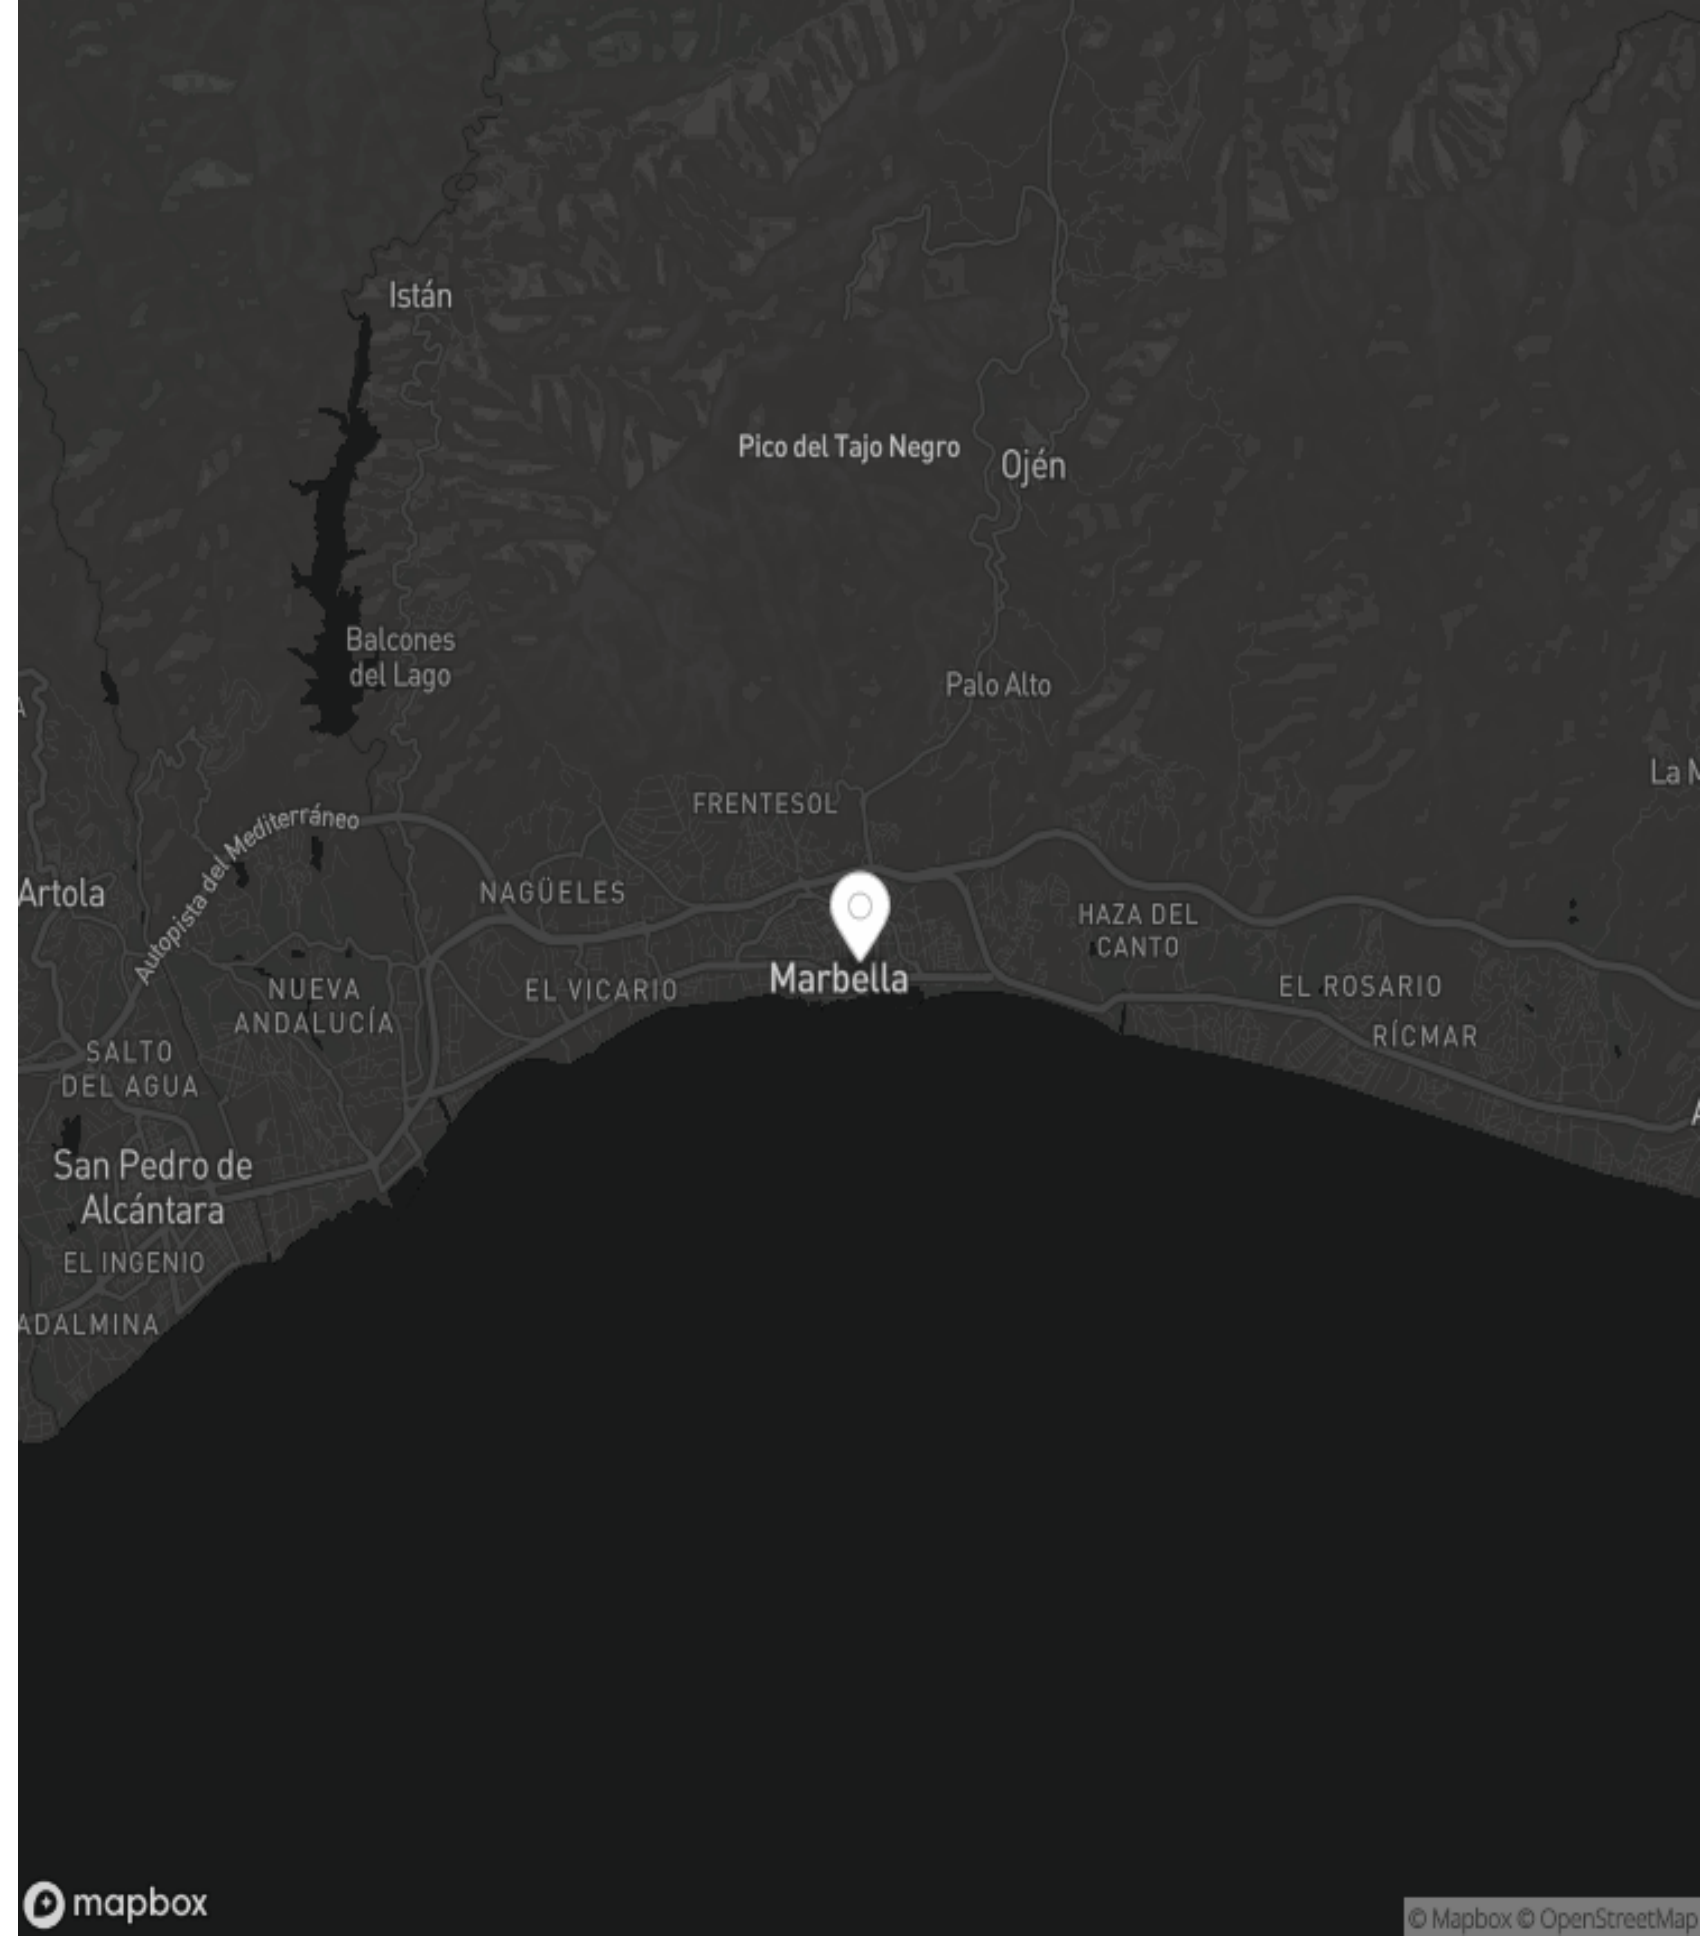 Istán
Pico del Tajo Negro
Ojén
Balcones
del Lago
Palo Alto
La
FRENTESOL
Autopista del Mediterráneo
Artola
NAGÜELES
HAZA DEL
CANTO
Marbella
NUEVA
ANDALUCÍA
EL VICARIO
EL ROSARIO
RÍCMAR
SALTO
DEL AGUA
San Pedro de
Alcántara
EL INGENIO
ADALMINA
mapbox
© Mapbox © OpenStreetMap